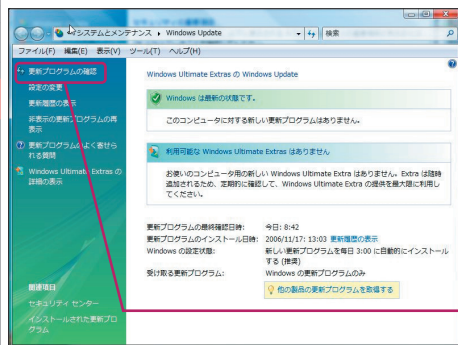 システムとメンテナンス ▸ Windows Update
検索
ファイル(F) 編集(E) 表示(V) ツール(T) ヘルプ(H)
更新プログラムの確認
設定の変更
更新履歴の表示
非表示の更新プログラムの再
表示
更新プログラムのよく寄せら
れる質問
Windows Ultimate Extras の
詳細の表示
関連項目
セキュリティ センター
インストールされた更新プロ
グラム
Windows Ultimate Extras の Windows Update
Windows は最新の状態です。
このコンピュータに対する新しい更新プログラムはありません。
利用可能な Windows Ultimate Extras はありません
お使いのコンピュータ用の新しい Windows Ultimate Extra はありません。Extra は随時
追加されるため、定期的に確認して、Windows Ultimate Extra の提供を最大限に利用し
てください。
更新プログラムの最終確認日時: 今日: 8:42
更新プログラムのインストール日時: 2006/11/17: 13:03 更新履歴の表示
Windows の設定状態: 新しい更新プログラムを毎日 3:00 に自動的にインストール
する (推奨)
受け取る更新プログラム: Windows の更新プログラムのみ
他の製品の更新プログラムを取得する